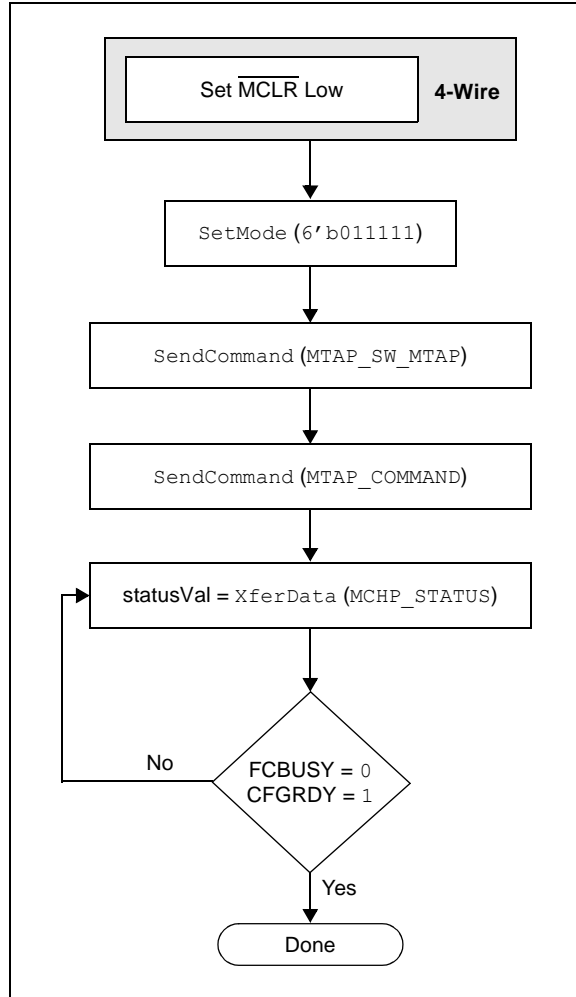 Set MCLR Low
4-Wire
SetMode (6'b011111)
SendCommand (MTAP_SW_MTAP)
SendCommand (MTAP_COMMAND)
statusVal = XferData (MCHP_STATUS)
No
FCBUSY = 0
CFGRDY = 1
Yes
Done